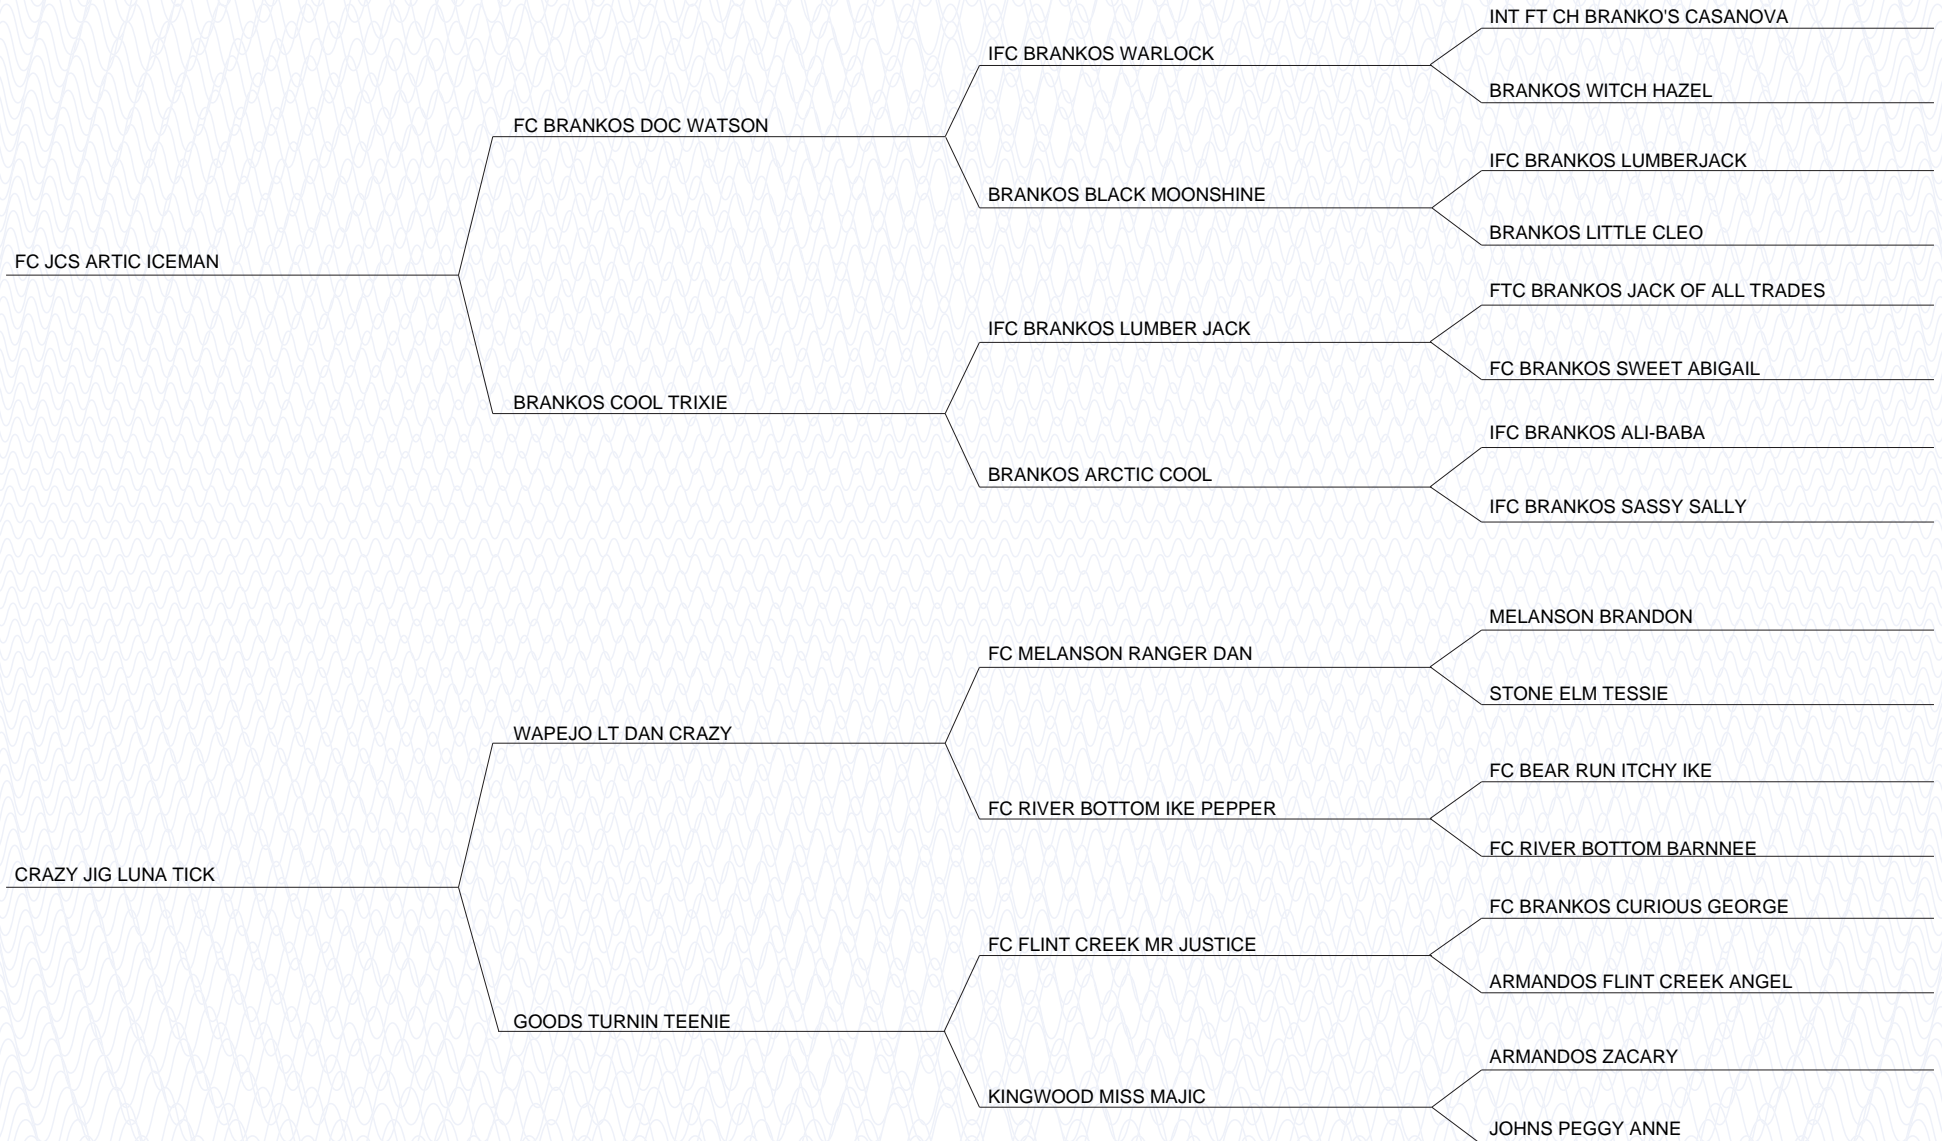 INT FT CH BRANKO'S CASANOVA
IFC BRANKOS WARLOCK
BRANKOS WITCH HAZEL
FC BRANKOS DOC WATSON
IFC BRANKOS LUMBERJACK
BRANKOS BLACK MOONSHINE
BRANKOS LITTLE CLEO
FC JCS ARTIC ICEMAN
FTC BRANKOS JACK OF ALL TRADES
IFC BRANKOS LUMBER JACK
FC BRANKOS SWEET ABIGAIL
BRANKOS COOL TRIXIE
IFC BRANKOS ALI-BABA
BRANKOS ARCTIC COOL
IFC BRANKOS SASSY SALLY
MELANSON BRANDON
FC MELANSON RANGER DAN
STONE ELM TESSIE
WAPEJO LT DAN CRAZY
FC BEAR RUN ITCHY IKE
FC RIVER BOTTOM IKE PEPPER
FC RIVER BOTTOM BARNNEE
CRAZY JIG LUNA TICK
FC BRANKOS CURIOUS GEORGE
FC FLINT CREEK MR JUSTICE
ARMANDOS FLINT CREEK ANGEL
GOODS TURNIN TEENIE
ARMANDOS ZACARY
KINGWOOD MISS MAJIC
JOHNS PEGGY ANNE